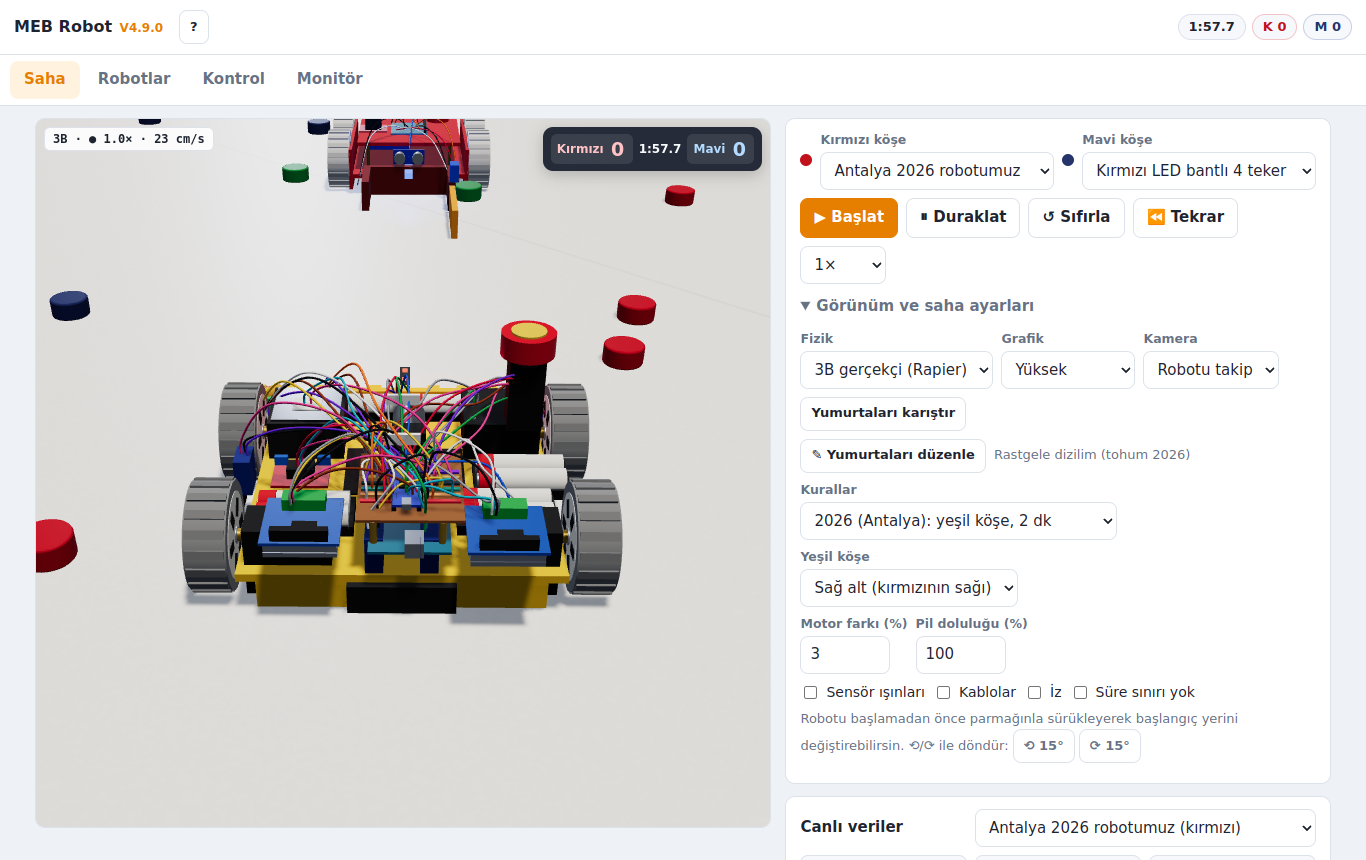 MEB Robot V4.9.0 ?
1:57.7 K 0 M 0
Saha Robotlar Kontrol Monitör
3B · ● 1.0× · 23 cm/s
Kırmızı 0 1:57.7 Mavi 0
Kırmızı köşe Mavi köşe
Antalya 2026 robotumuz Kırmızı LED bantlı 4 teker
▶ Başlat ⏸ Duraklat ↺ Sıfırla ⏪ Tekrar
1×
▼ Görünüm ve saha ayarları
Fizik Grafik Kamera
3B gerçekçi (Rapier) Yüksek Robotu takip
Yumurtaları karıştır
✎ Yumurtaları düzenle Rastgele dizilim (tohum 2026)
Kurallar
2026 (Antalya): yeşil köşe, 2 dk
Yeşil köşe
Sağ alt (kırmızının sağı)
Motor farkı (%) Pil doluluğu (%)
3 100
Sensör ışınları Kablolar İz Süre sınırı yok
Robotu başlamadan önce parmağınla sürükleyerek başlangıç yerini
değiştirebilirsin. ⟲/⟳ ile döndür: ⟲ 15° ⟳ 15°
Canlı veriler Antalya 2026 robotumuz (kırmızı)